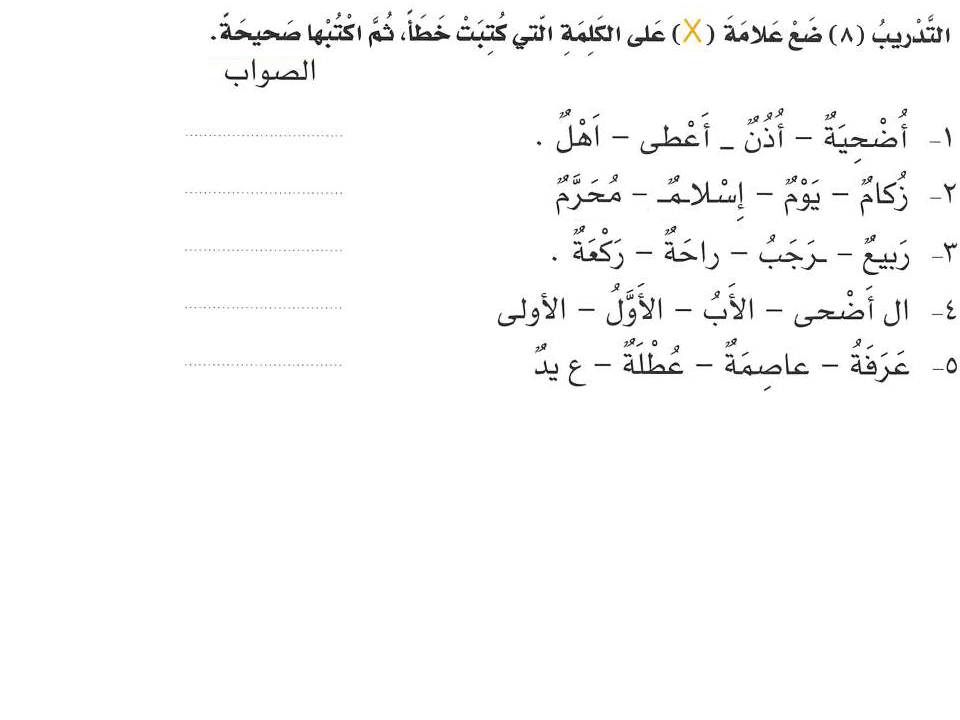 التَّدْريبُ (٨) ضَعْ عَلامَةَ (X) عَلى الكَلِمَةِ الّتي كُتِبَتْ خَطَأً، ثُمَّ اكْتُبْها صَحيحَةً.
الصواب
١- أُضْحِيَةٌ – أُذُنٌ – أَعْطى – اَهْلٌ . ........................
٢- زُكامٌ – يَوْمٌ – إِسْلامـٌ – مُحَرَّمٌ ........................
٣- رَبيعٌ – ـرَجَبُ – راحَةٌ – رَكْعَةٌ . ........................
٤- ال أَضْحى – الأَبُ – الأَوَّلُ – الأولى ........................
٥- عَرَفَةُ – عاصِمَةٌ – عُطْلَةٌ – ع يدٌ ........................